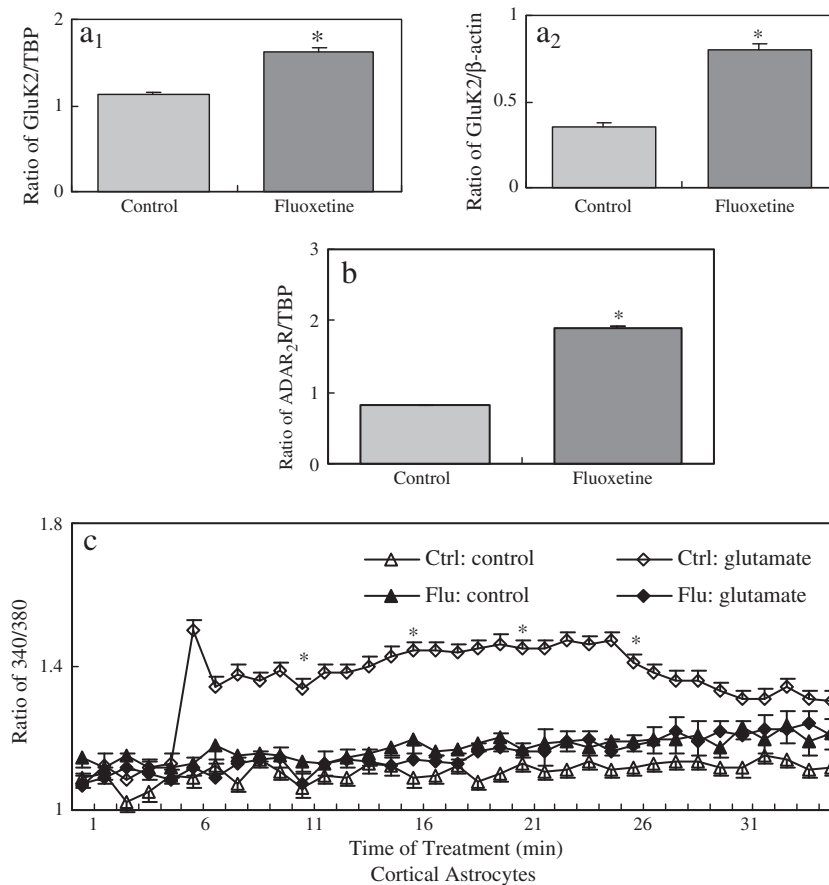 a1
Ratio of GluK2/TBP
2
1
0
*
Control
Fluoxetine
a2
Ratio of GluK2/β-actin
1
0.5
0
*
Control
Fluoxetine
b
Ratio of ADAR2R/TBP
3
2
1
0
*
Control
Fluoxetine
c
Ratio of 340/380
1.8
1.4
1
Ctrl: control
Ctrl: glutamate
Flu: control
Flu: glutamate
* * * *
1 6 11 16 21 26 31
Time of Treatment (min)
Cortical Astrocytes